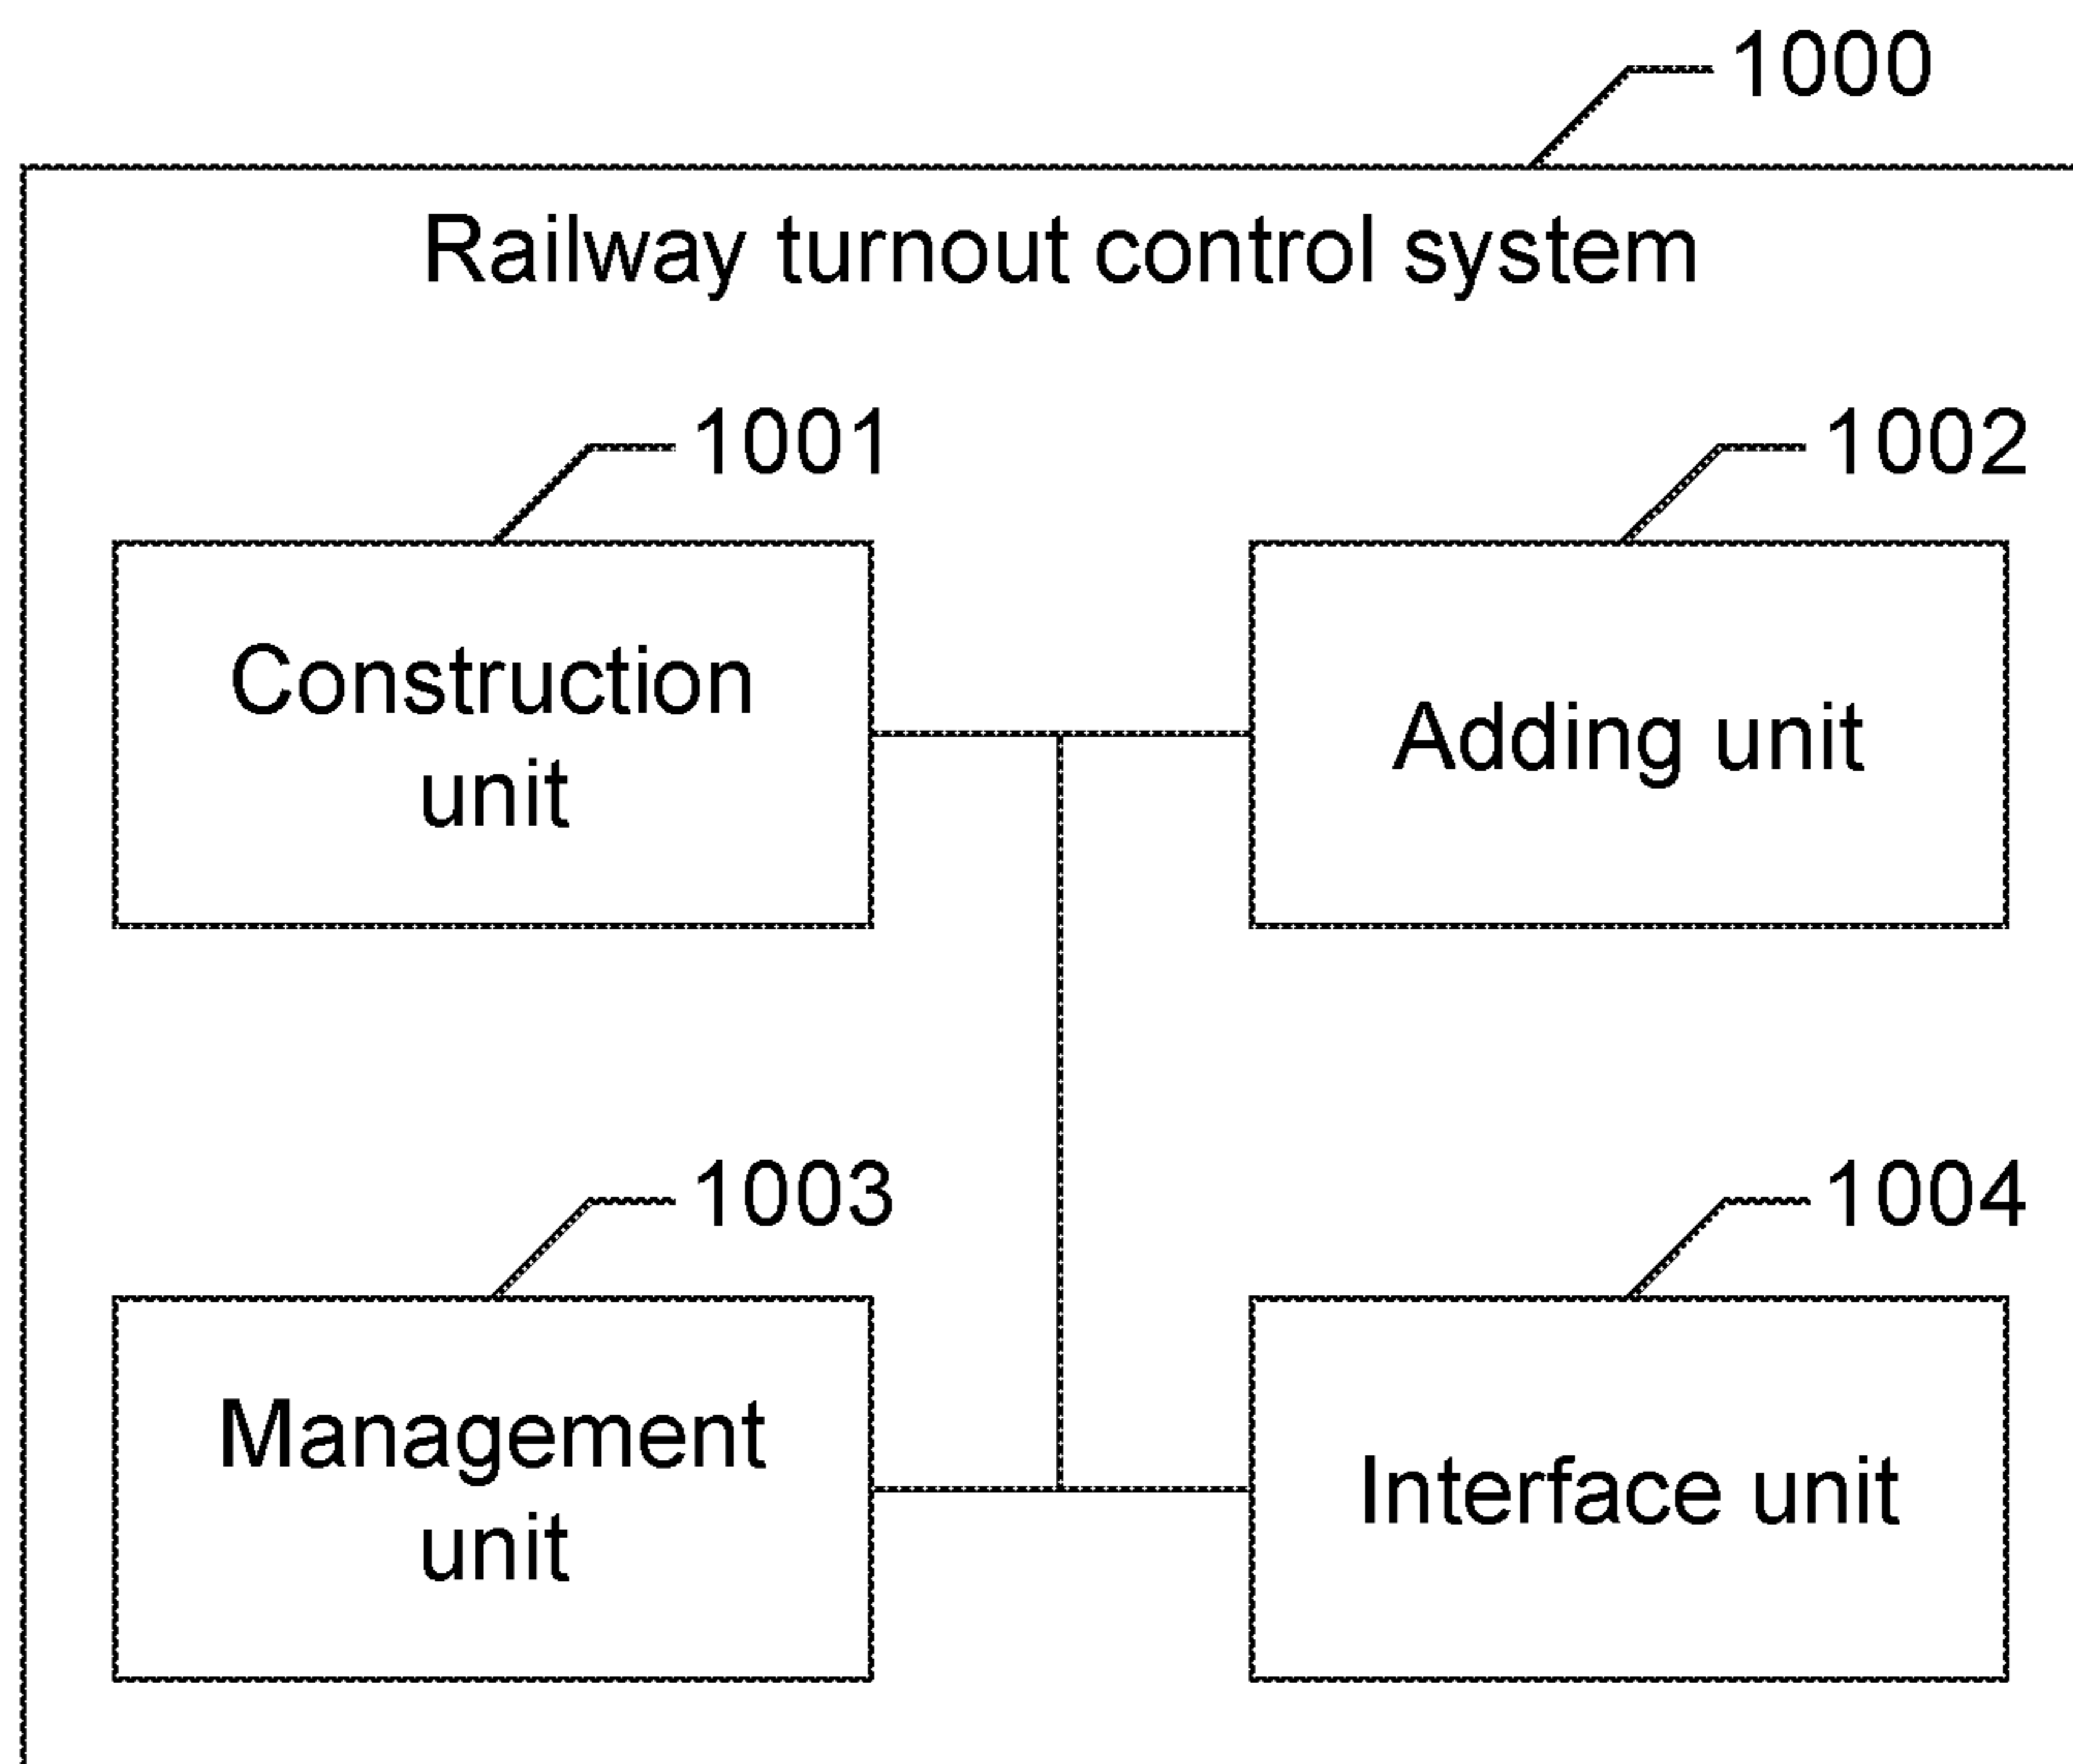 1000
Railway turnout control system
1001
1002
Construction
unit
Adding unit
1003
1004
Management
unit
Interface unit